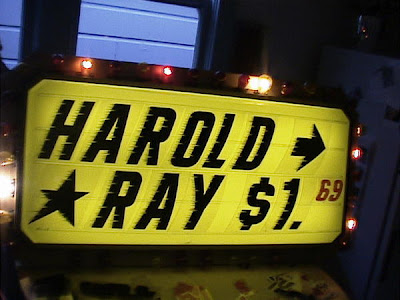 HAROLD →
★ RAY $1.69